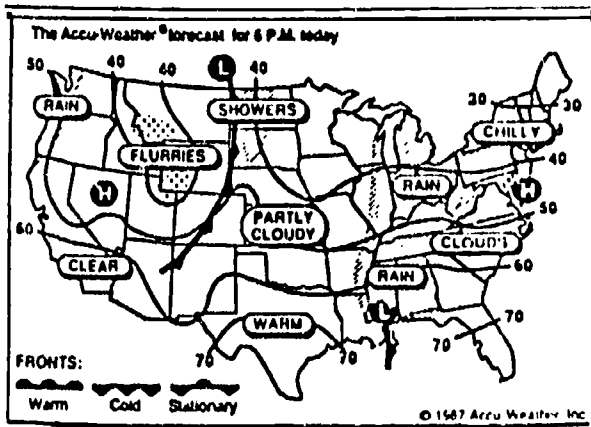 The Accu-Weather® forecast for 6 P.M. today
50 40 40 L 40
RAIN SHOWERS 20 30
CHILLY
FLURRIES 40
H RAIN H
PARTLY
CLOUDY 50
60 CLOUDS
CLEAR RAIN 60
L
WARM 70
70 70 70
FRONTS:
Warm Cold Stationary
© 1987 Accu-Weather, Inc.